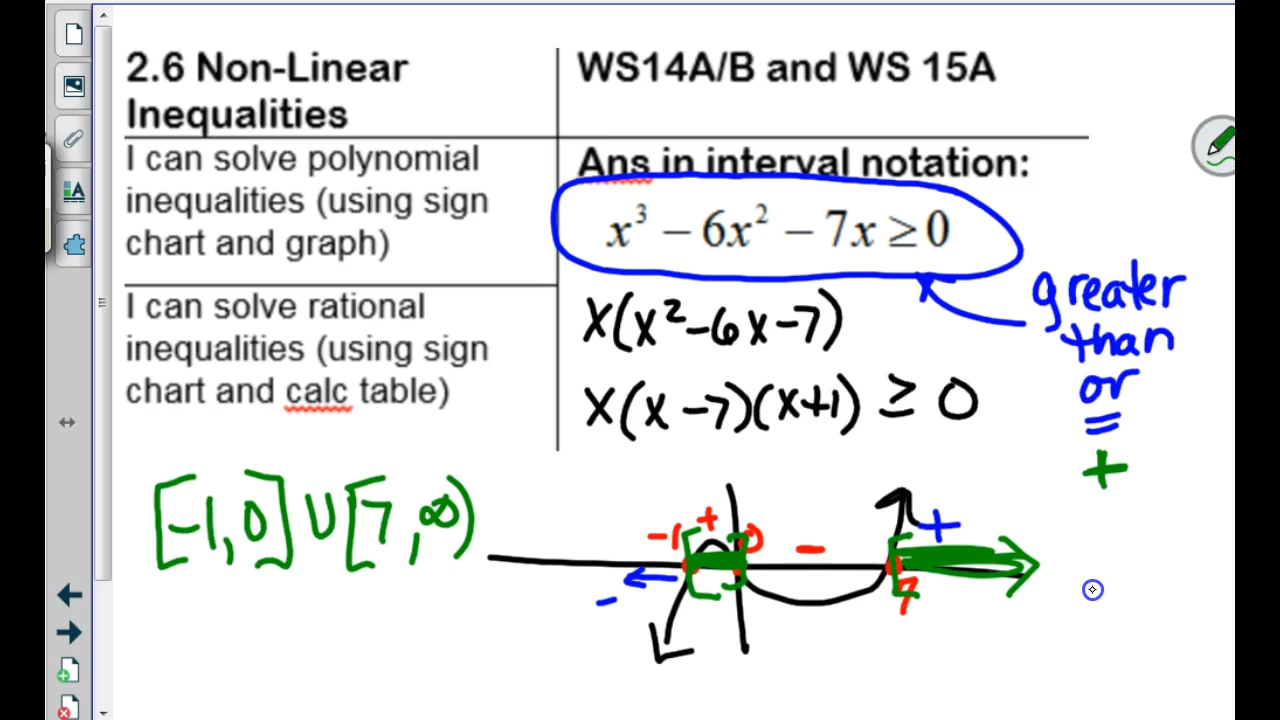 2.6 Non-Linear
Inequalities
WS14A/B and WS 15A
I can solve polynomial
inequalities (using sign
chart and graph)
Ans in interval notation:
x³ − 6x² − 7x ≥ 0
I can solve rational
inequalities (using sign
chart and calc table)
x(x²-6x-7)
x(x-7)(x+1) ≥ 0
greater
than
or
=
+
[-1,0] ∪ [7,∞)
-1 + 0 - + 
-
7